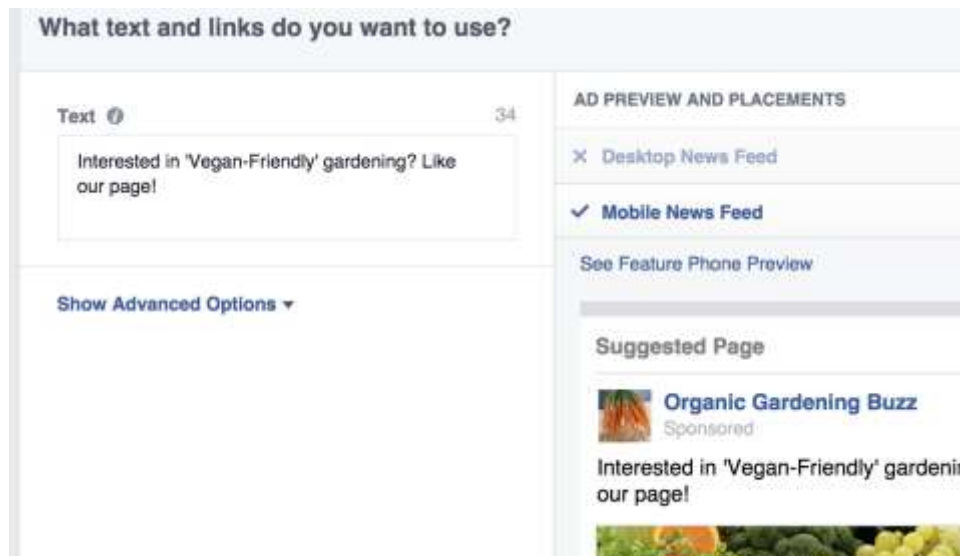 What text and links do you want to use?
Text
34
Interested in 'Vegan-Friendly' gardening? Like
our page!
Show Advanced Options
AD PREVIEW AND PLACEMENTS
Desktop News Feed
Mobile News Feed
See Feature Phone Preview
Suggested Page
Organic Gardening Buzz
Sponsored
Interested in 'Vegan-Friendly' gardenin
our page!